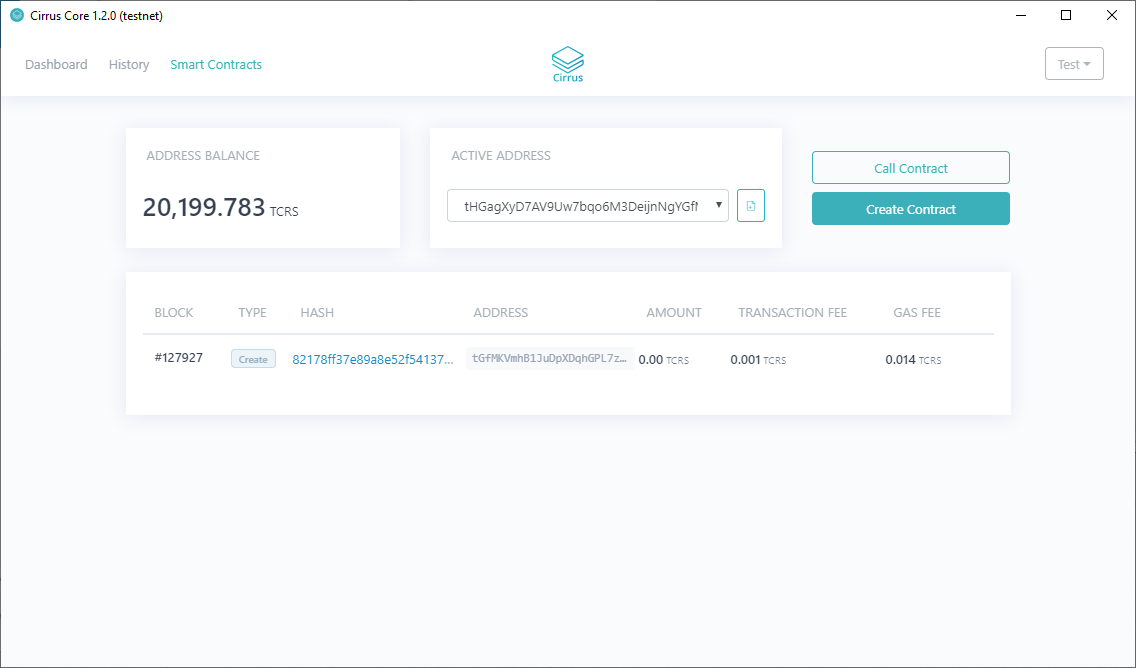 Cirrus Core 1.2.0 (testnet)
Dashboard History Smart Contracts
Cirrus
Test
ADDRESS BALANCE
20,199.783 TCRS
ACTIVE ADDRESS
tHGagXyD7AV9Uw7bqo6M3DeijnNgYGf
Call Contract
Create Contract
BLOCK TYPE HASH ADDRESS AMOUNT TRANSACTION FEE GAS FEE
#127927 Create 82178ff37e89a8e52f54137... tGfMKVmhB1JuDpXDqhGPL7z... 0.00 TCRS 0.001 TCRS 0.014 TCRS